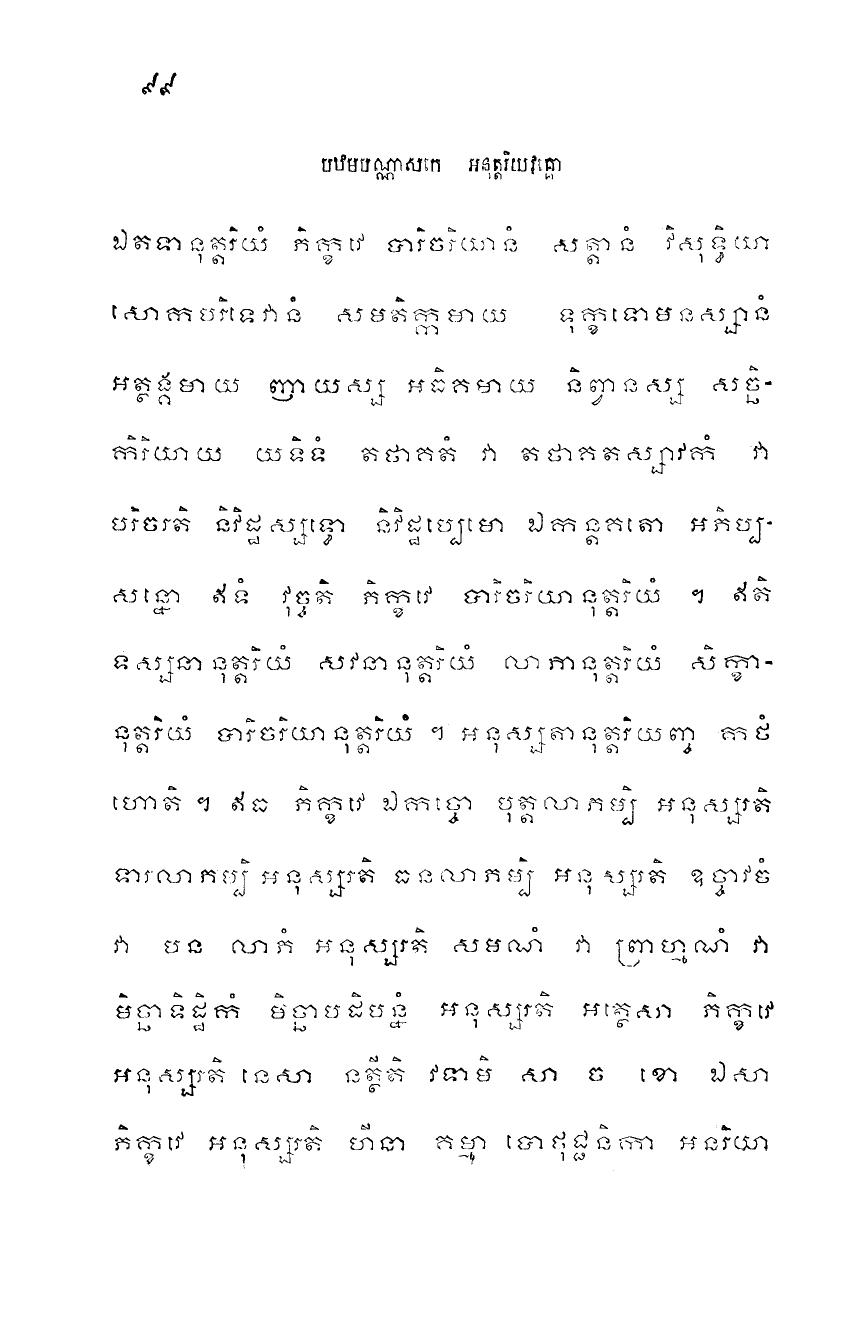 ៩៩
បឋមបណ្ណាសកេ អនុត្តរិយវគ្គោ
ឯតទានុត្តរិយំ ភិក្ខវេ បារិចរិយានំ សត្តានំ វិសុទ្ធិយា
សោកបរិទេវានំ សមតិក្កមាយ ទុក្ខទោមនស្សានំ
អត្ថង្គមាយ ញាយស្ស អធិគមាយ និព្វានស្ស សច្ឆិ-
កិរិយាយ យទិទំ តថាគតំ វា តថាគតស្សាវកំ វា
បរិចរតិ និវិដ្ឋស្សទ្ធោ និវិដ្ឋប្បេមោ ឯកន្តគតោ អភិប្ប-
សន្នោ ឥទំ វុច្ចតិ ភិក្ខវេ បារិចរិយានុត្តរិយំ ។ ឥតិ
ទស្សនានុត្តរិយំ សវនានុត្តរិយំ លាភានុត្តរិយំ សិក្ខា-
នុត្តរិយំ បារិចរិយានុត្តរិយំ ។ អនុស្សតានុត្តរិយញ្ច កថំ
ហោតិ ។ ឥធ ភិក្ខវេ ឯកច្ចោ បុត្តលាភម្បិ អនុស្សរតិ
ទារលាភម្បិ អនុស្សរតិ ធនលាភម្បិ អនុស្សរតិ ឧច្ចាវចំ
វា បន លាភំ អនុស្សរតិ សមណំ វា ព្រាហ្មណំ វា
មិច្ឆាទិដ្ឋិកំ មិច្ឆាបដិបន្នំ អនុស្សរតិ អត្ថេសា ភិក្ខវេ
អនុស្សរតិ នេសា នត្ថីតិ វទាមិ សា ច ខោ ឯសា
ភិក្ខវេ អនុស្សរតិ ហីនា គម្មា បោថុជ្ជនិកា អនរិយា